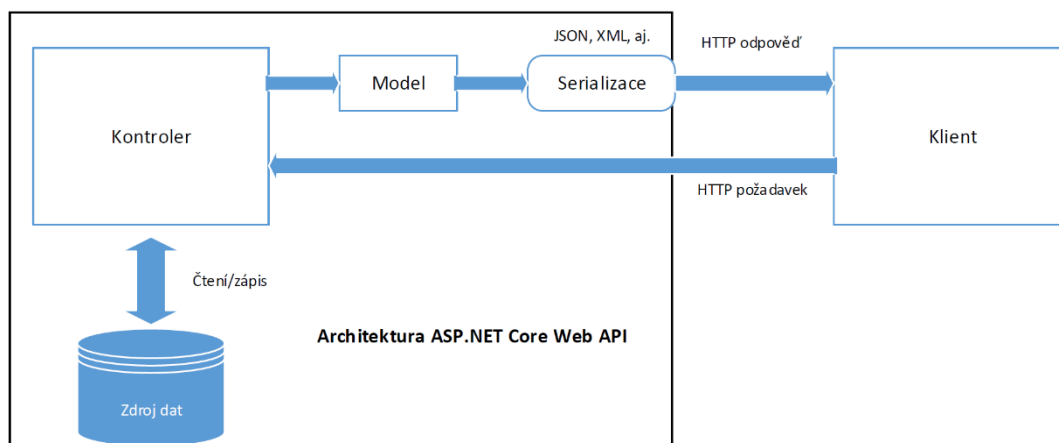 JSON, XML, aj.
HTTP odpověď
Model
Serializace
Kontroler
Klient
HTTP požadavek
Čtení/zápis
Architektura ASP.NET Core Web API
Zdroj dat